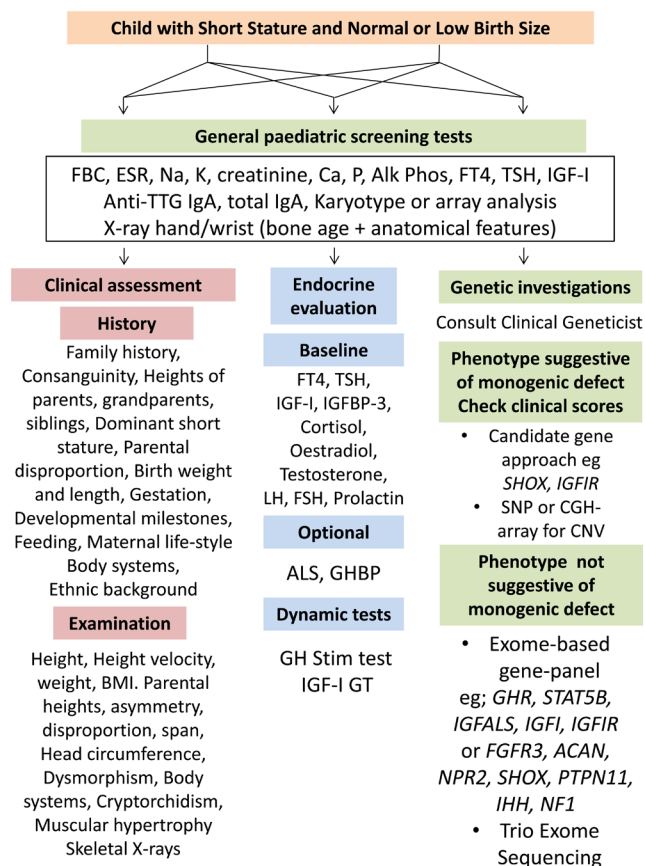 Child with Short Stature and Normal or Low Birth Size
General paediatric screening tests
FBC, ESR, Na, K, creatinine, Ca, P, Alk Phos, FT4, TSH, IGF-I
Anti-TTG IgA, total IgA, Karyotype or array analysis
X-ray hand/wrist (bone age + anatomical features)
Clinical assessment
History
Family history,
Consanguinity, Heights of
parents, grandparents,
siblings, Dominant short
stature, Parental
disproportion, Birth weight
and length, Gestation,
Developmental milestones,
Feeding, Maternal life-style
Body systems,
Ethnic background
Examination
Height, Height velocity,
weight, BMI. Parental
heights, asymmetry,
disproportion, span,
Head circumference,
Dysmorphism, Body
systems, Cryptorchidism,
Muscular hypertrophy
Skeletal X-rays
Endocrine
evaluation
Baseline
FT4, TSH,
IGF-I, IGFBP-3,
Cortisol,
Oestradiol,
Testosterone,
LH, FSH, Prolactin
Optional
ALS, GHBP
Dynamic tests
GH Stim test
IGF-I GT
Genetic investigations
Consult Clinical Geneticist
Phenotype suggestive
of monogenic defect
Check clinical scores
• Candidate gene
approach eg
SHOX, IGFIR
• SNP or CGH-
array for CNV
Phenotype not
suggestive of
monogenic defect
• Exome-based
gene-panel
eg; GHR, STAT5B,
IGFALS, IGFI, IGFIR
or FGFR3, ACAN,
NPR2, SHOX, PTPN11,
IHH, NF1
• Trio Exome
Sequencing